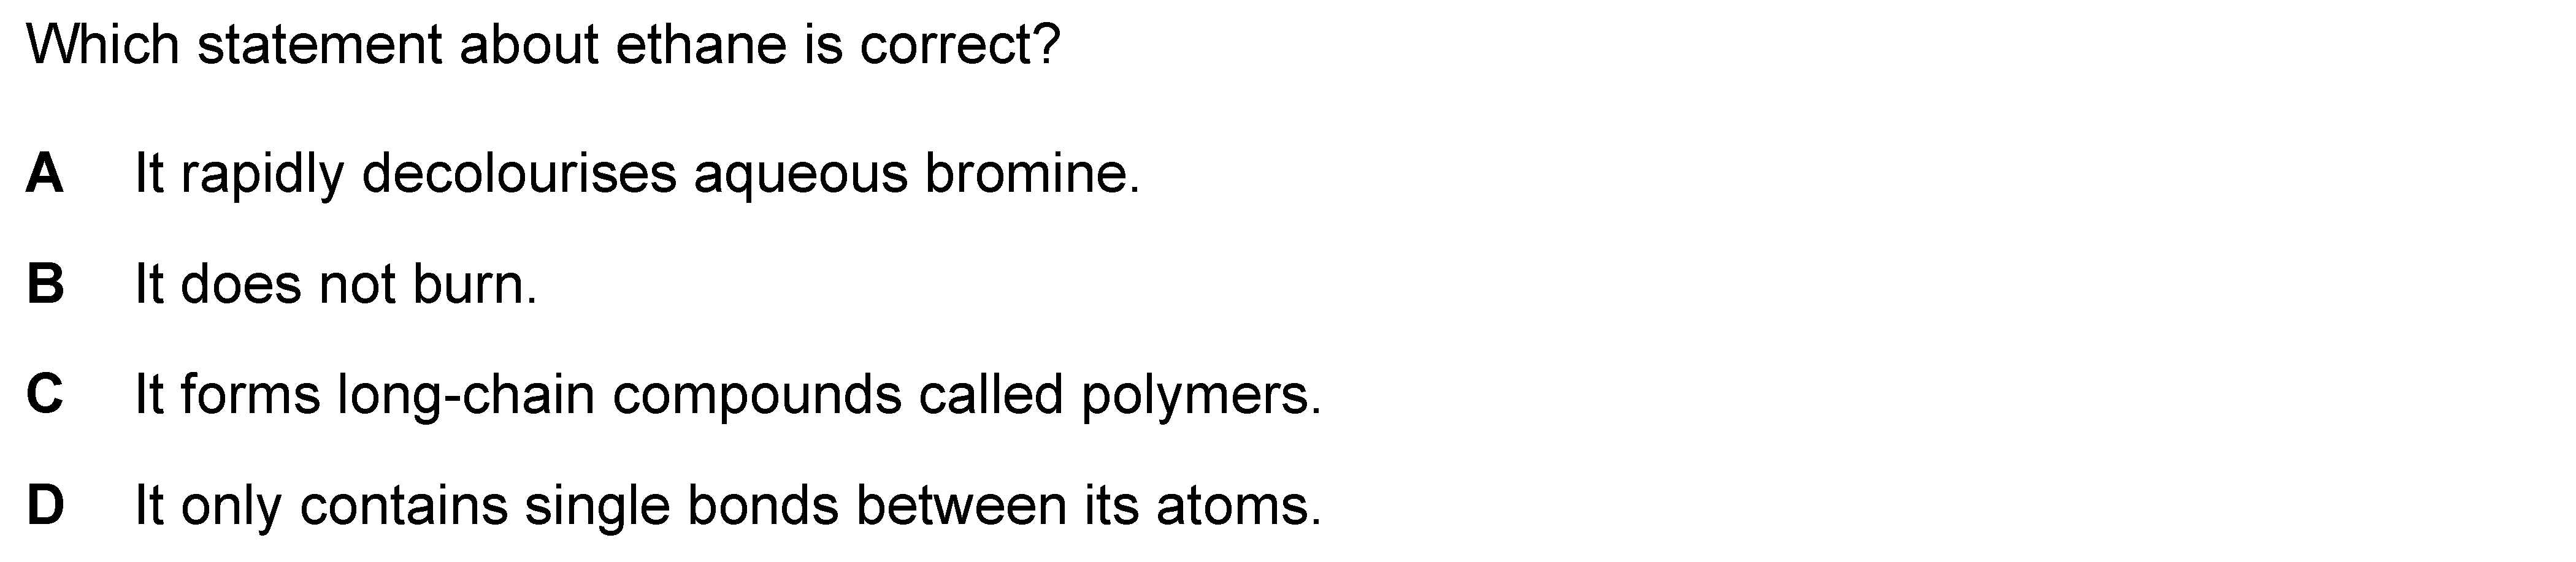 Which statement about ethane is correct?
A It rapidly decolourises aqueous bromine.
B It does not burn.
C It forms long-chain compounds called polymers.
D It only contains single bonds between its atoms.